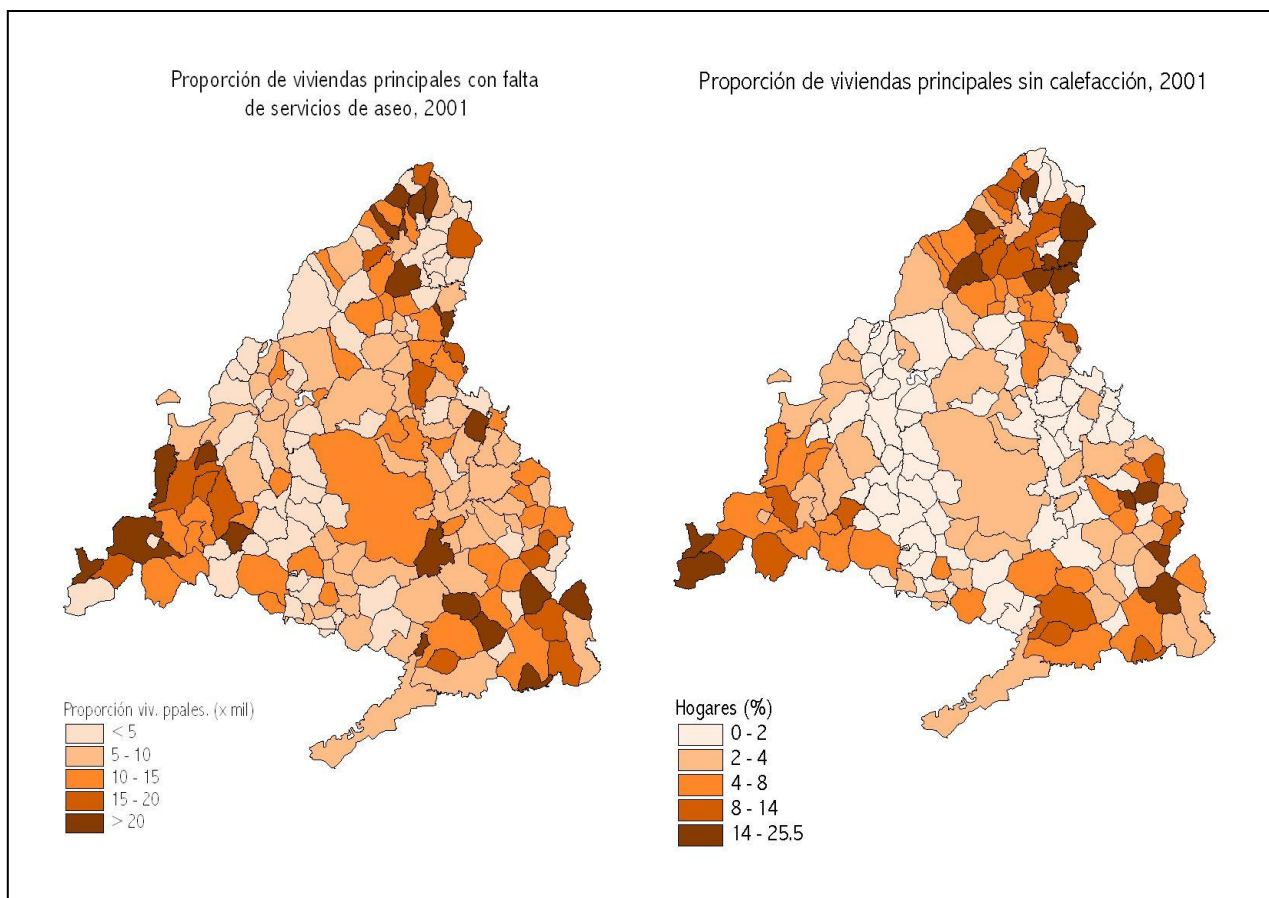 Proporción de viviendas principales con falta
de servicios de aseo, 2001
Proporción viv. ppales. (x mil)
< 5
5 - 10
10 - 15
15 - 20
> 20
Proporción de viviendas principales sin calefacción, 2001
Hogares (%)
0 - 2
2 - 4
4 - 8
8 - 14
14 - 25.5